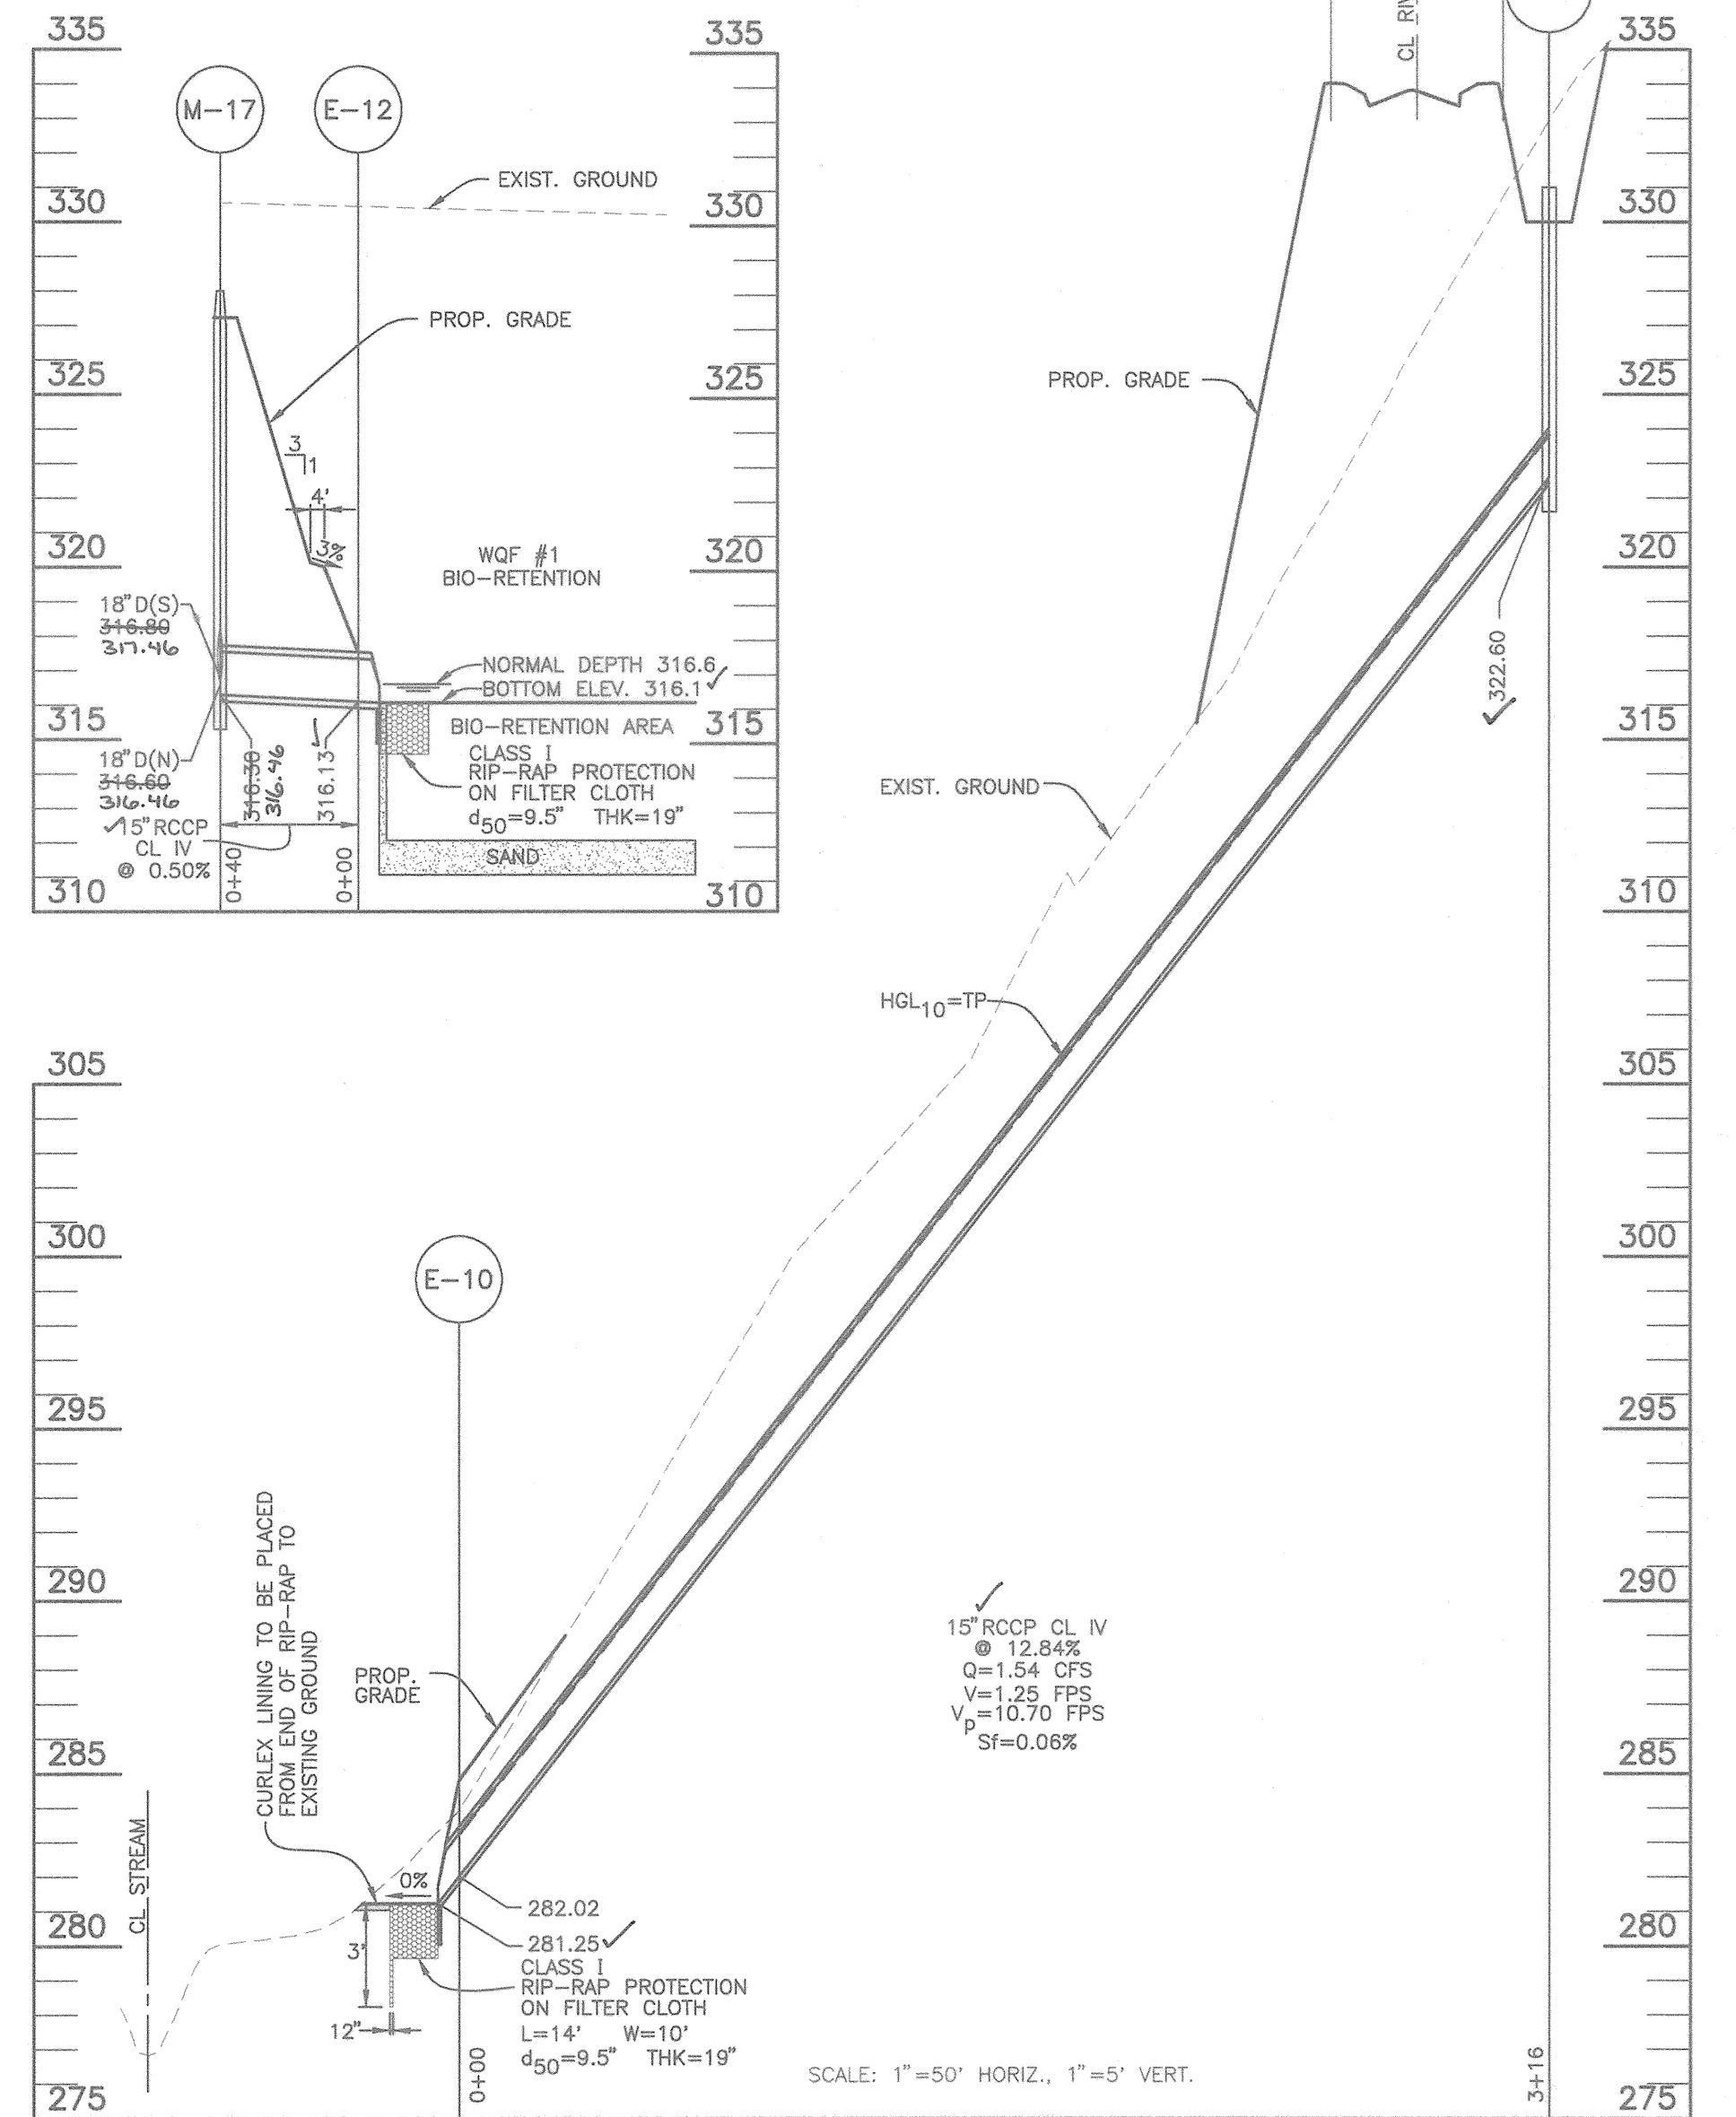 335
335
CL RIV
335
M-17
E-12
EXIST. GROUND
330
330
330
PROP. GRADE
325
325
PROP. GRADE
325
3
1
4'
3%
320
WQF #1
BIO-RETENTION
320
320
18"D(S)
316.80
317.46
NORMAL DEPTH 316.6
BOTTOM ELEV. 316.1
322.60
315
BIO-RETENTION AREA
315
315
18"D(N)
316.60
316.46
316.30
316.46
316.13
CLASS I
RIP-RAP PROTECTION
ON FILTER CLOTH
d50=9.5" THK=19"
EXIST. GROUND
15"RCCP
CL IV
@ 0.50%
SAND
310
0+40
0+00
310
310
HGL10=TP
305
305
300
E-10
300
295
295
CURLEX LINING TO BE PLACED
FROM END OF RIP-RAP TO
EXISTING GROUND
290
290
15"RCCP CL IV
@ 12.84%
Q=1.54 CFS
V=1.25 FPS
Vp=10.70 FPS
Sf=0.06%
PROP.
GRADE
285
285
CL STREAM
0%
282.02
280
3'
281.25
280
CLASS I
RIP-RAP PROTECTION
ON FILTER CLOTH
L=14' W=10'
d50=9.5" THK=19"
12"
0+00
SCALE: 1"=50' HORIZ., 1"=5' VERT.
3+16
275
275